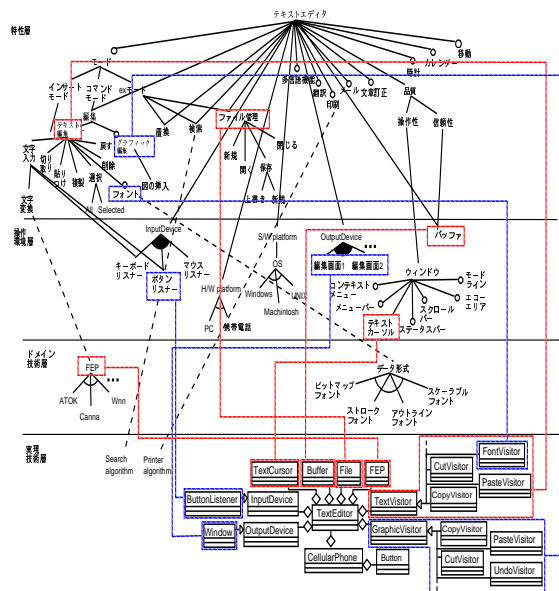 テキストエディタ
特性層
モード
インサート
モード
コマンド
モード
exモード
編集
テキスト
編集
グラフィック
編集
文字
入力
切り
取り
貼り
つけ
複製
選択
削除
戻す
All
Selected
フォント
図の挿入
置換
検索
ファイル管理
新規
開く
保存
閉じる
上書き
新規
多国語機能
翻訳
印刷
メール
文章訂正
時計
カレンダー
移動
品質
操作性
信頼性
文字
変換
操作
環境層
InputDevice
キーボード
リスナー
ボタン
リスナー
マウス
リスナー
S/W platform
OS
Windows
Machintosh
UNIX
H/W platform
PC
携帯電話
OutputDevice
編集画面1
編集画面2
バッファ
ウィンドウ
コンテキスト
メニュー
メニューバー
テキスト
カーソル
ステータスバー
スクロール
バー
モード
ライン
エコー
エリア
ドメイン
技術層
FEP
ATOK
Canna
Wnn
データ形式
ビットマップ
フォント
ストローク
フォント
アウトライン
フォント
スケーラブル
フォント
実現
技術層
Search
algorithm
Printer
algorithm
TextCursor
Buffer
File
FEP
FontVisitor
CutVisitor
PasteVisitor
CopyVisitor
TextVisitor
ButtonListener
InputDevice
TextEditor
Window
OutputDevice
GraphicVisitor
CopyVisitor
PasteVisitor
CutVisitor
UndoVisitor
CellularPhone
Button